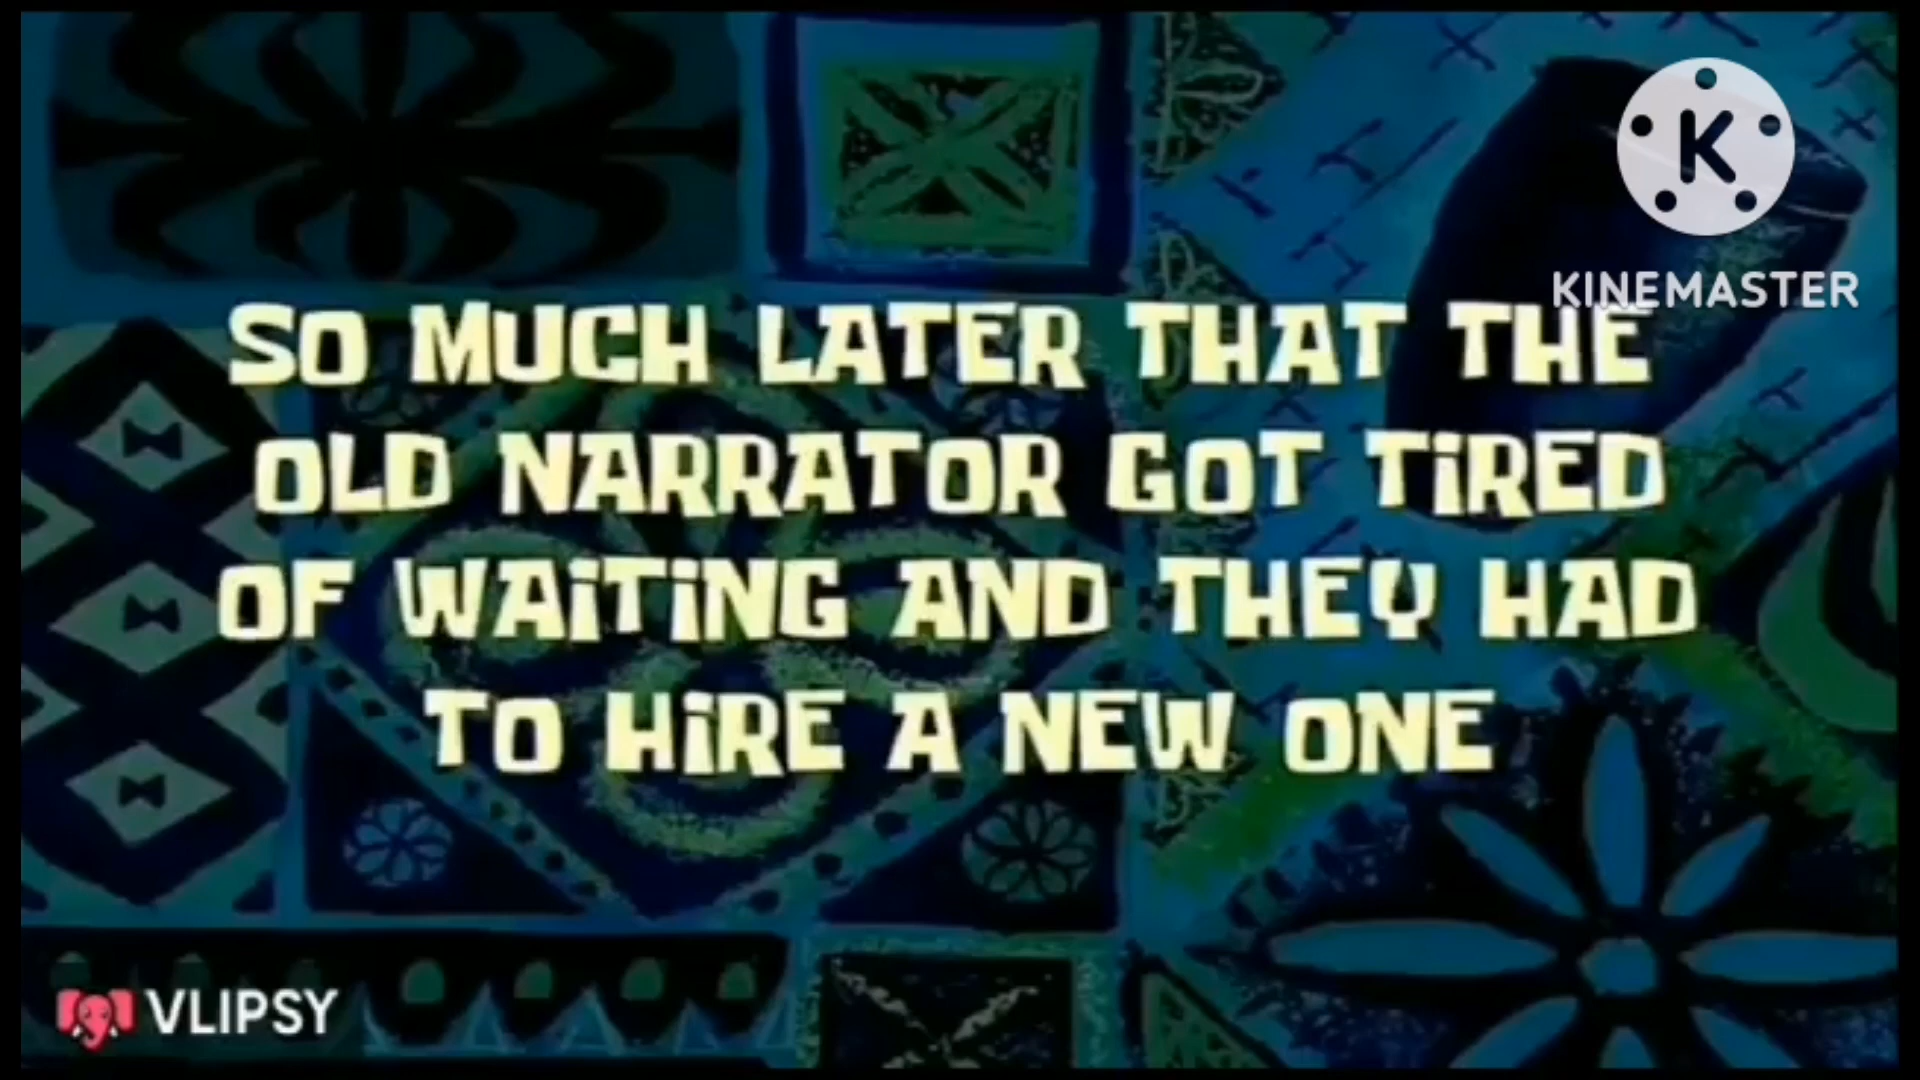 K
KINEMASTER
SO MUCH LATER THAT THE
OLD NARRATOR GOT TiRED
OF WAiTiNG AND THEY HAD
TO HiRE A NEW ONE
VLIPSY